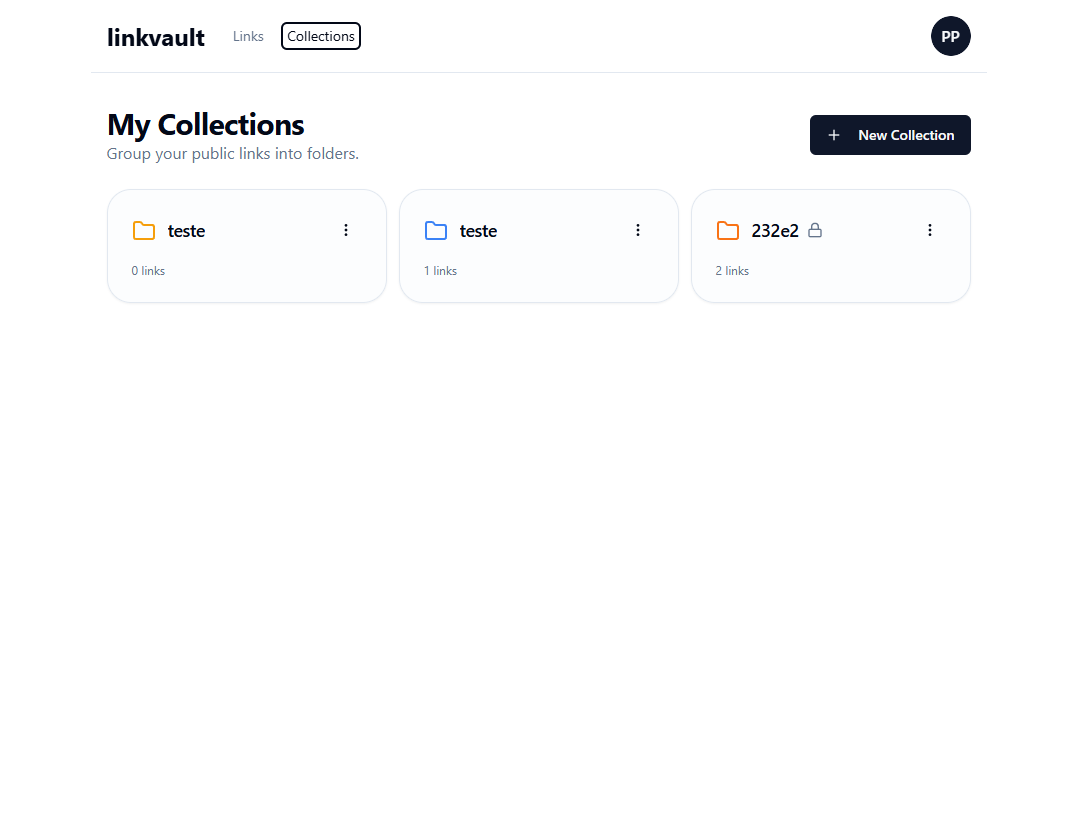 linkvault Links Collections PP
My Collections
Group your public links into folders.
New Collection
teste
0 links
teste
1 links
232e2
2 links